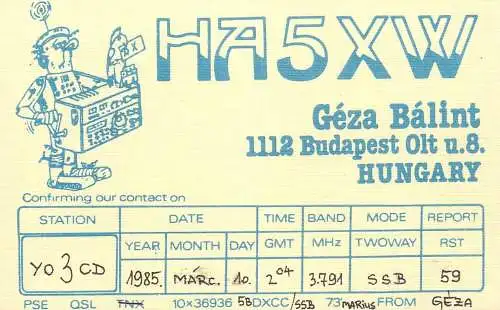 HA5XW
Géza Bálint
1112 Budapest Olt u.8.
HUNGARY
Confirming our contact on
STATION DATE TIME BAND MODE REPORT
YEAR MONTH DAY GMT MHz TWOWAY RST
YO3CD 1985. MÁRC. 10. 2⁰⁴ 3.791 SSB 59
PSE QSL TNX 10x36936 5BDXCC/SSB 73' MARIUS FROM GÉZA